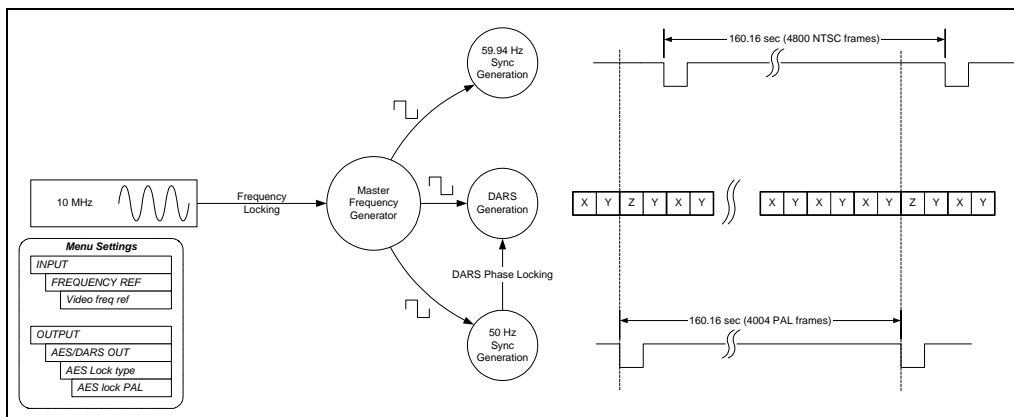 59.94 Hz
Sync
Generation
160.16 sec (4800 NTSC frames)
10 MHz
Frequency
Locking
Master
Frequency
Generator
DARS
Generation
X Y Z Y X Y
X Y X Y X Y Z Y X Y
Menu Settings
INPUT
FREQUENCY REF
Video freq ref
OUTPUT
AES/DARS OUT
AES Lock type
AES lock PAL
DARS Phase Locking
50 Hz
Sync
Generation
160.16 sec (4004 PAL frames)